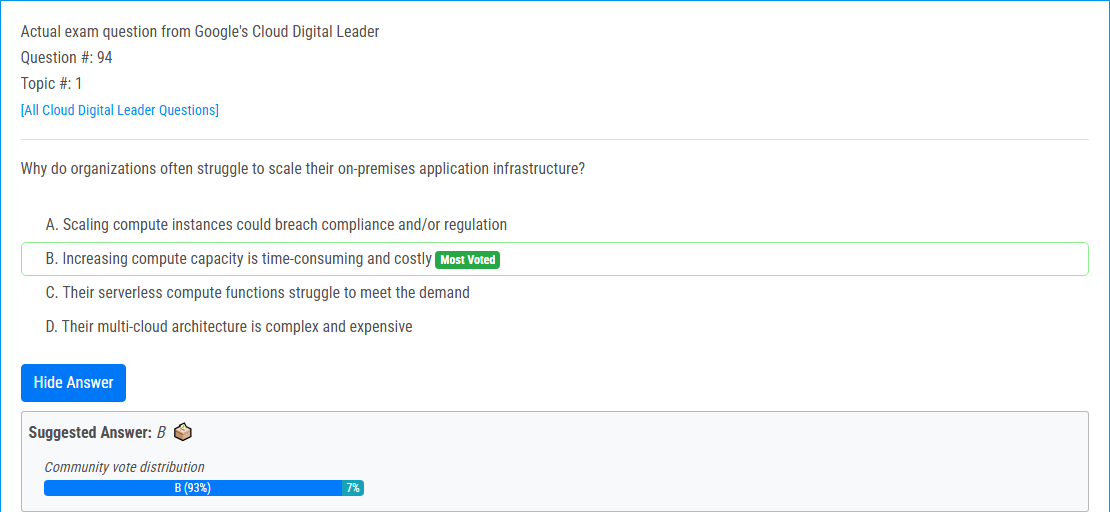 Actual exam question from Google's Cloud Digital Leader
Question #: 94
Topic #: 1
[All Cloud Digital Leader Questions]
Why do organizations often struggle to scale their on-premises application infrastructure?
A. Scaling compute instances could breach compliance and/or regulation
B. Increasing compute capacity is time-consuming and costly Most Voted
C. Their serverless compute functions struggle to meet the demand
D. Their multi-cloud architecture is complex and expensive
Hide Answer
Suggested Answer: B
Community vote distribution
B (93%) 7%